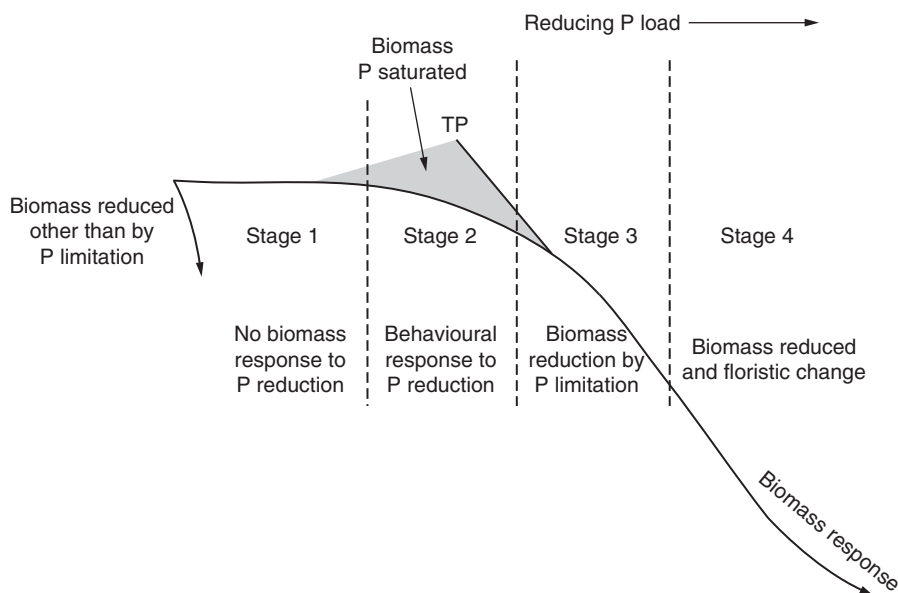 Reducing P load
Biomass
P saturated
TP
Biomass reduced
other than by
P limitation
Stage 1
Stage 2
Stage 3
Stage 4
No biomass
response to
P reduction
Behavioural
response to
P reduction
Biomass
reduction by
P limitation
Biomass reduced
and floristic change
Biomass response